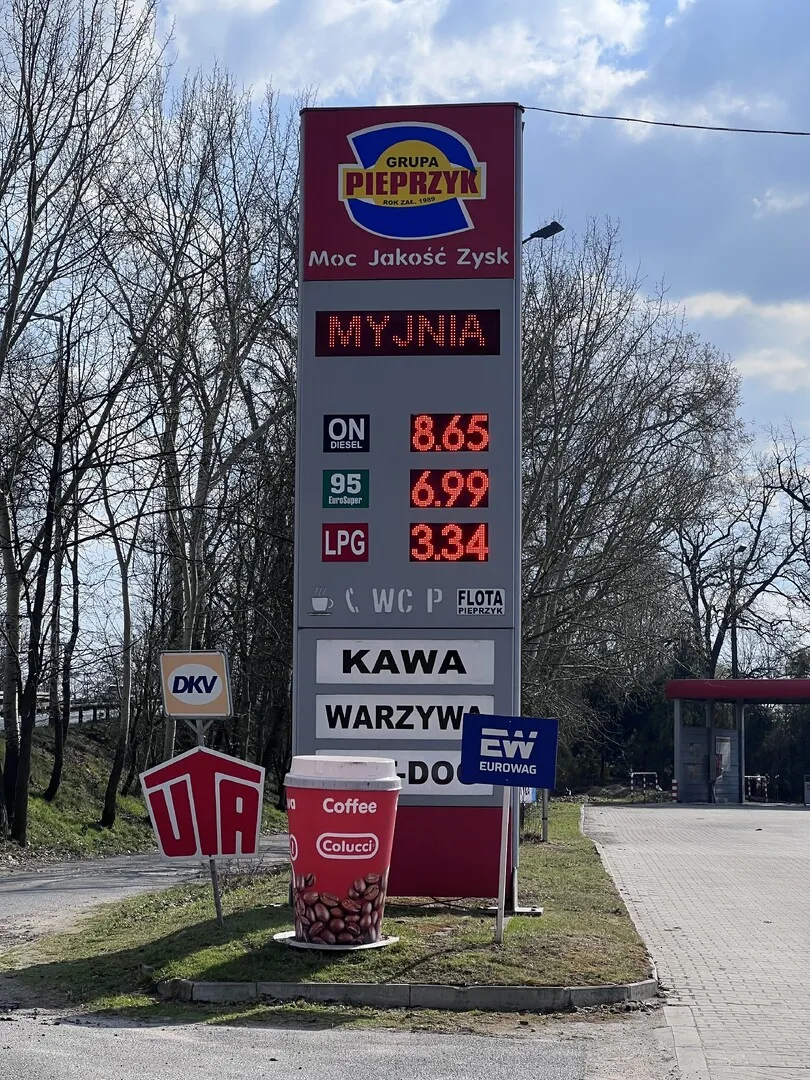 GRUPA
PIEPRZYK
ROK ZAŁ. 1989
Moc Jakość Zysk
MYJNIA
ON
DIESEL
8.65
95
EuroSuper
6.99
LPG
3.34
WC P
FLOTA
PIEPRZYK
KAWA
WARZYWA
DKV
EW
EUROWAG
UTA
Coffee
Colucci